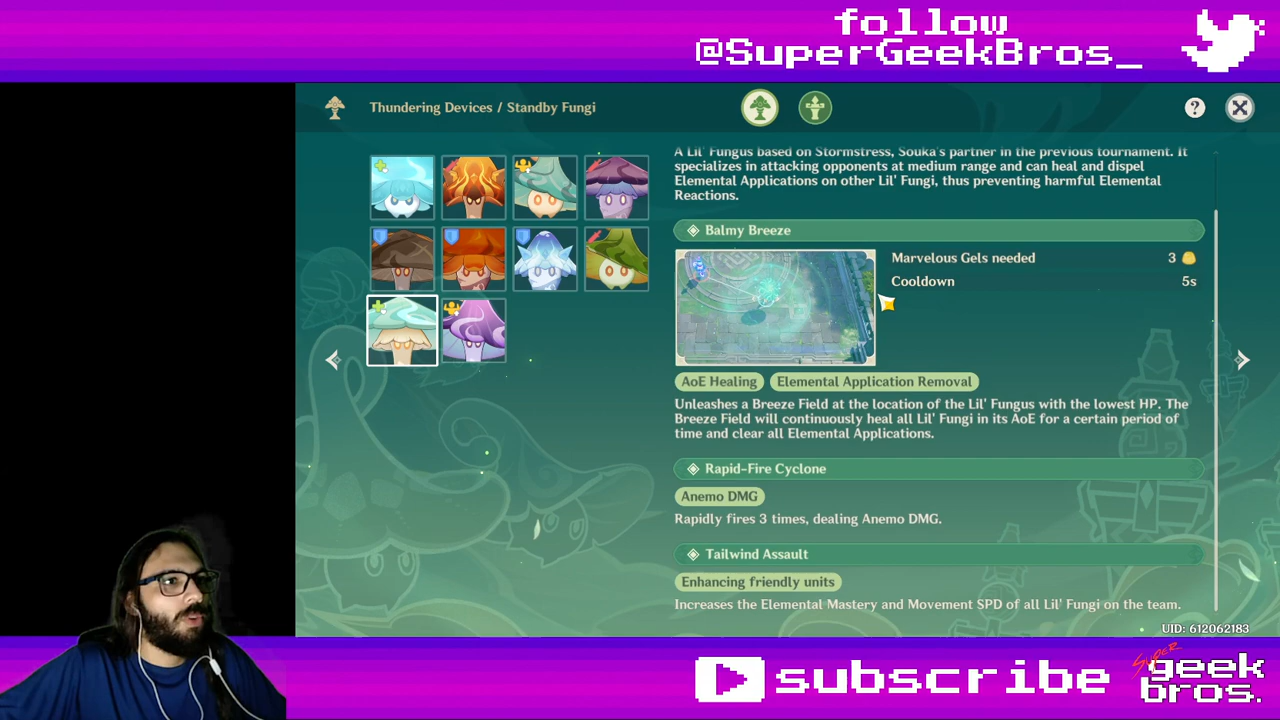 follow
@SuperGeekBros_
Thundering Devices / Standby Fungi
?
A Lil' Fungus based on Stormstress, Souka's partner in the previous tournament. It
specializes in attacking opponents at medium range and can heal and dispel
Elemental Applications on other Lil' Fungi, thus preventing harmful Elemental
Reactions.
Balmy Breeze
Marvelous Gels needed 3
Cooldown 5s
AoE Healing Elemental Application Removal
Unleashes a Breeze Field at the location of the Lil' Fungus with the lowest HP. The
Breeze Field will continuously heal all Lil' Fungi in its AoE for a certain period of
time and clear all Elemental Applications.
Rapid-Fire Cyclone
Anemo DMG
Rapidly fires 3 times, dealing Anemo DMG.
Tailwind Assault
Enhancing friendly units
Increases the Elemental Mastery and Movement SPD of all Lil' Fungi on the team.
UID: 612062183
subscribe
SUPER
geek
bros.